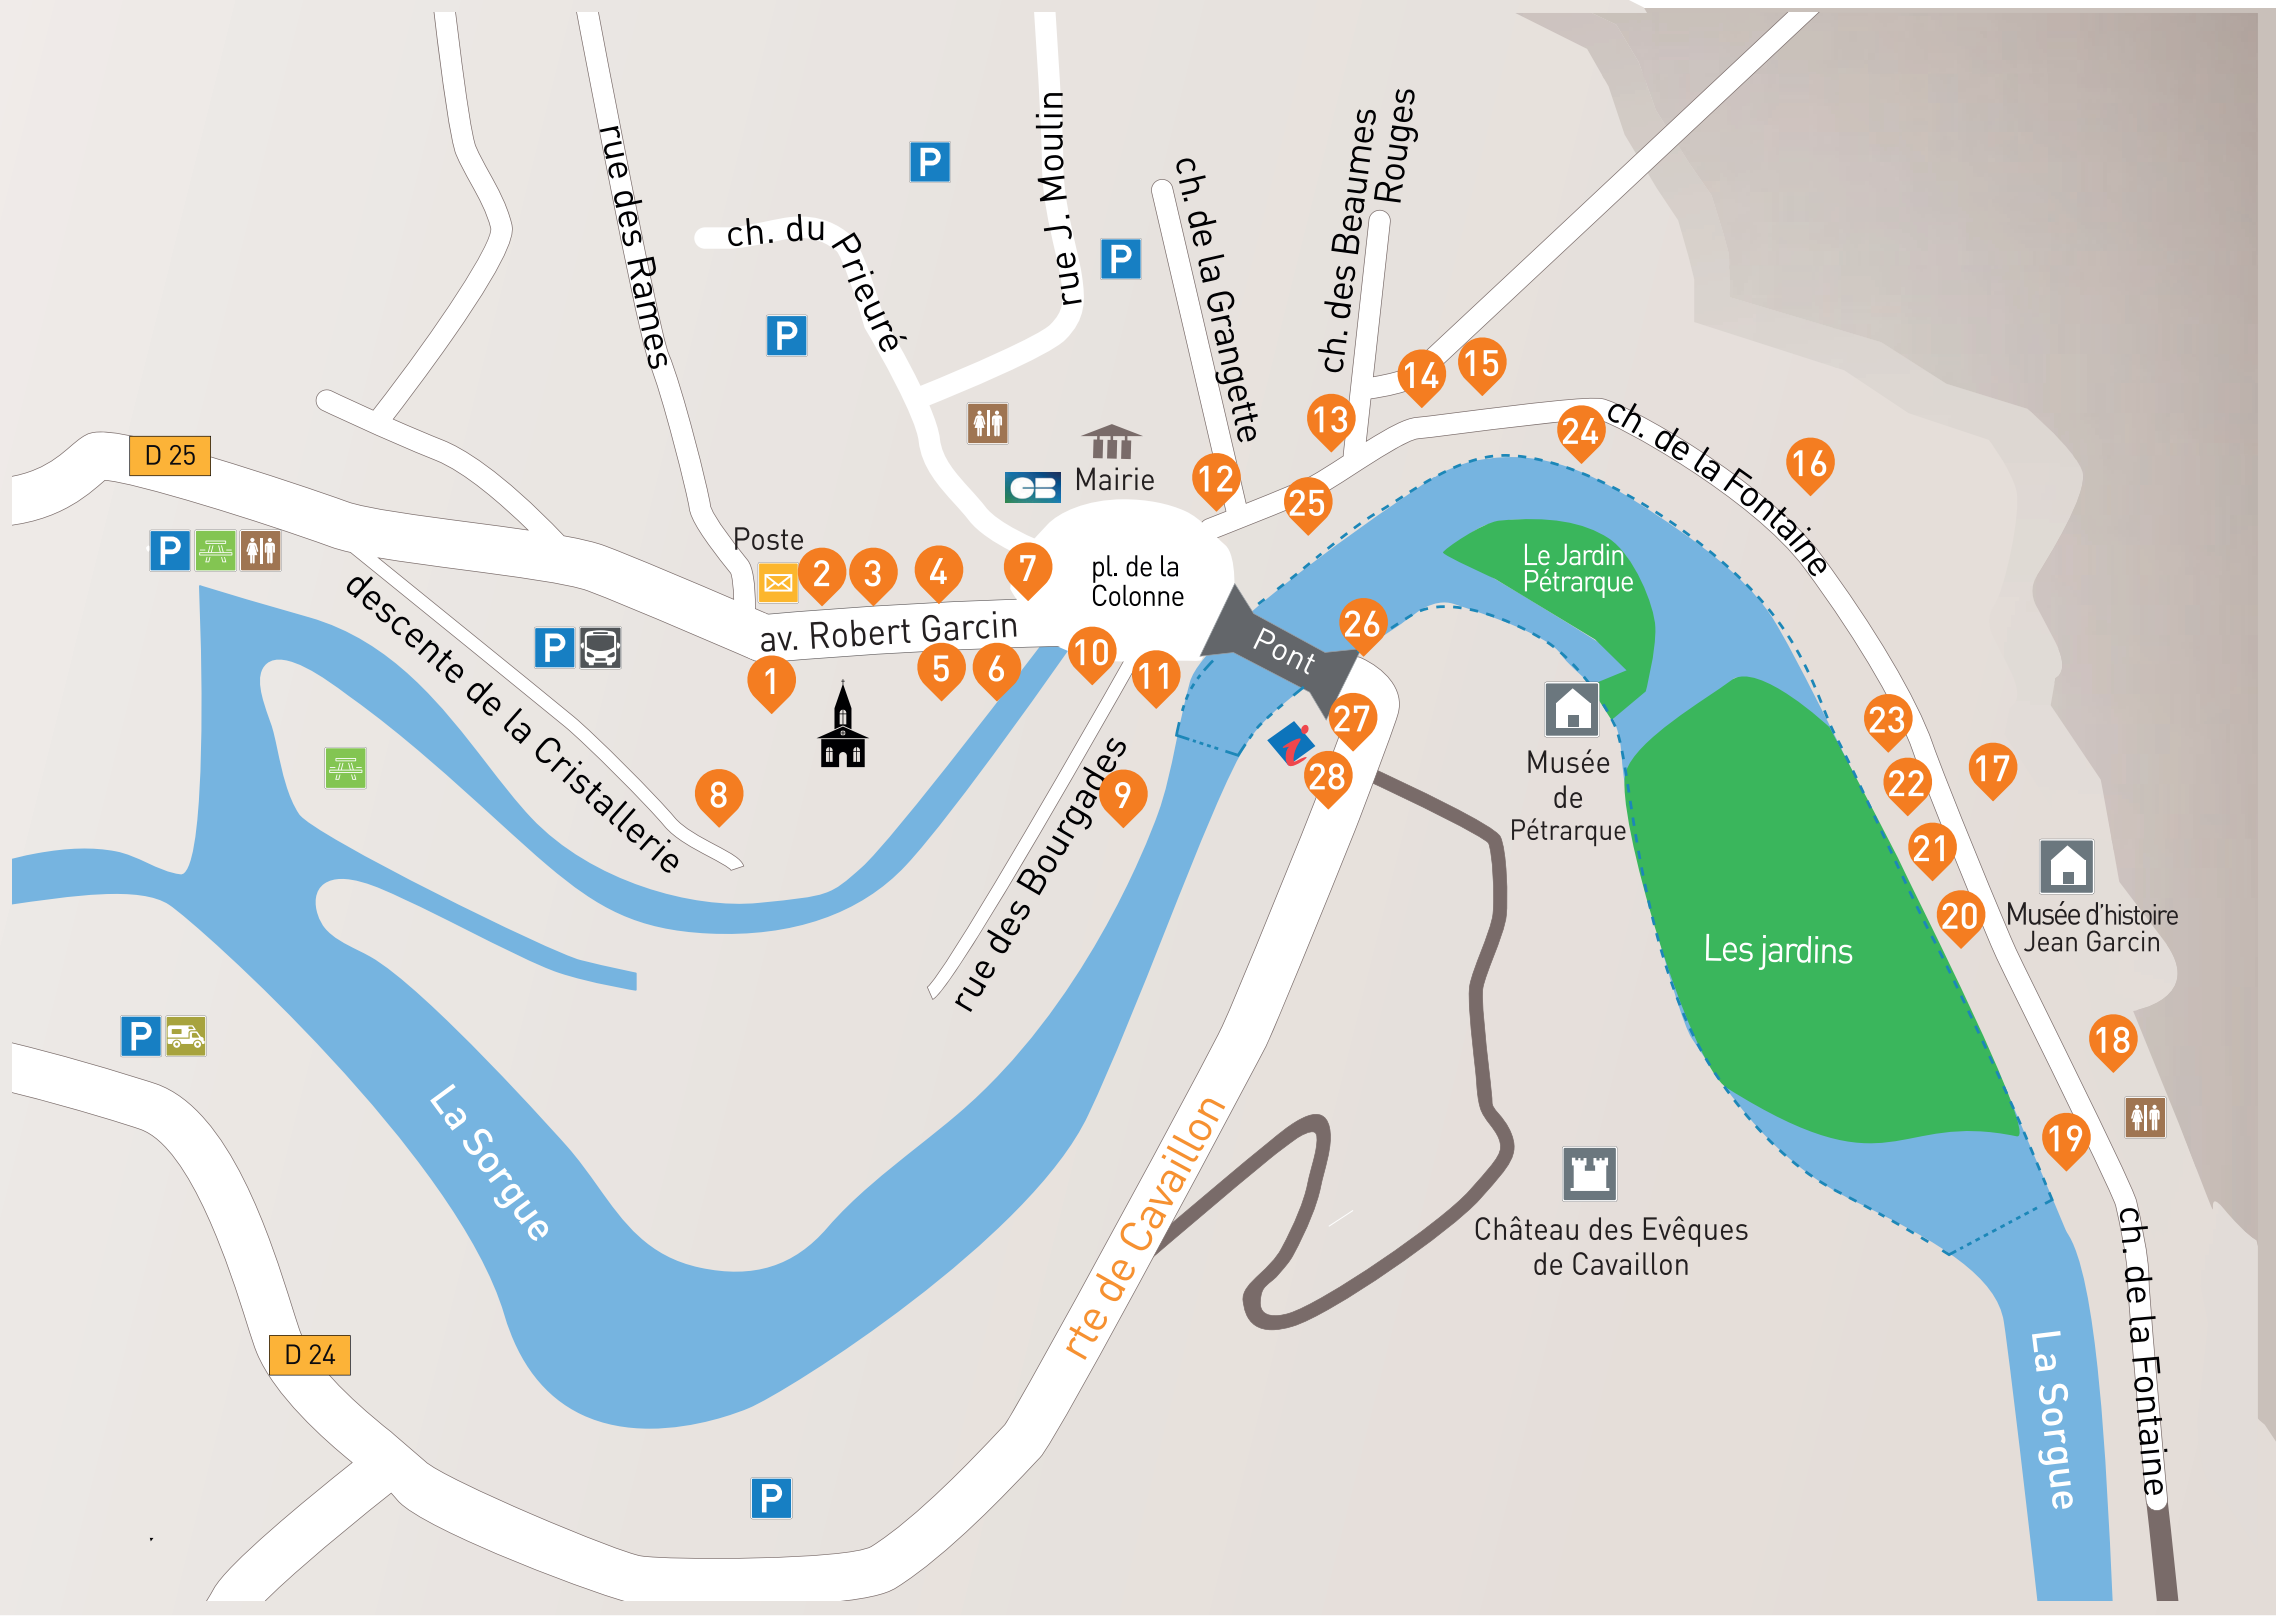 rue des Rames
ch. du Prieuré
rue J. Moulin
ch. de la Grangette
ch. des Beaumes
Rouges
P
P
P
D 25
Mairie
CB
Poste
P
P
descente de la Cristallerie
av. Robert Garcin
pl. de la
Colonne
Pont
i
ch. de la Fontaine
Le Jardin
Pétrarque
1
2
3
4
5
6
7
8
9
10
11
12
13
14
15
16
17
18
19
20
21
22
23
24
25
26
27
28
rue des Bourgades
Musée
de
Pétrarque
Les jardins
Musée d'histoire
Jean Garcin
P
La Sorgue
rte de Cavaillon
Château des Evêques
de Cavaillon
D 24
P
La Sorgue
ch. de la Fontaine